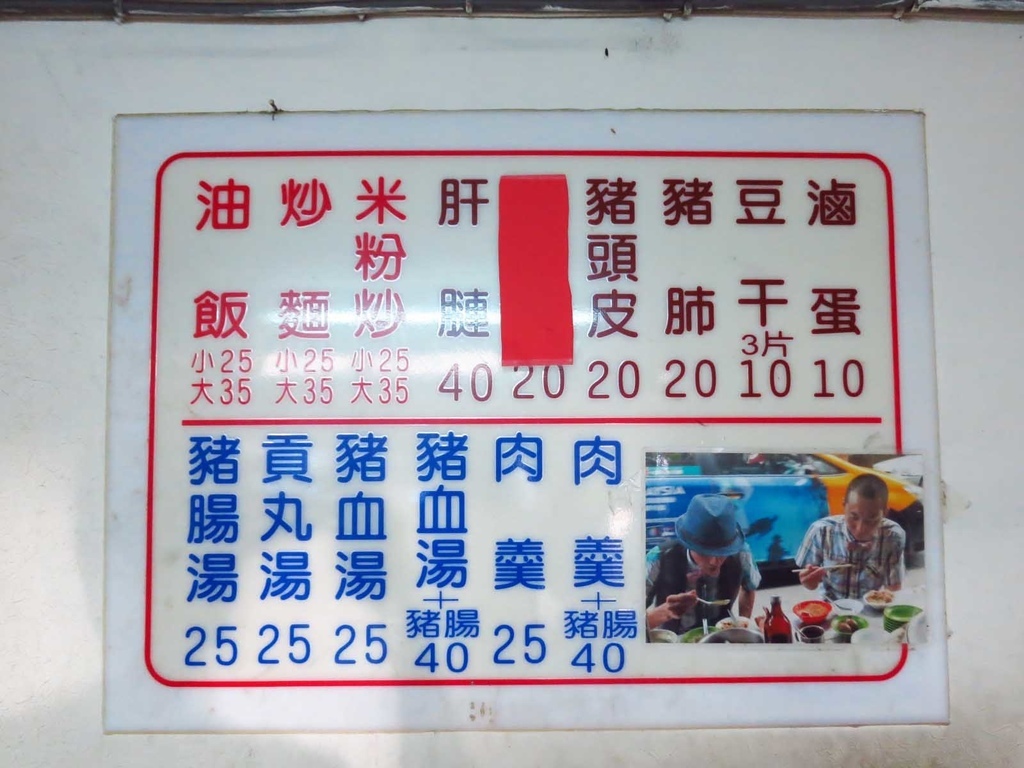 油飯 小25 大35
炒麵 小25 大35
米粉炒 小25 大35
肝膁 40
20
豬頭皮 20
豬肺 20
豆干 3片 10
滷蛋 10
豬腸湯 25
貢丸湯 25
豬血湯 25
豬血湯+豬腸 40
肉羹 25
肉羹+豬腸 40